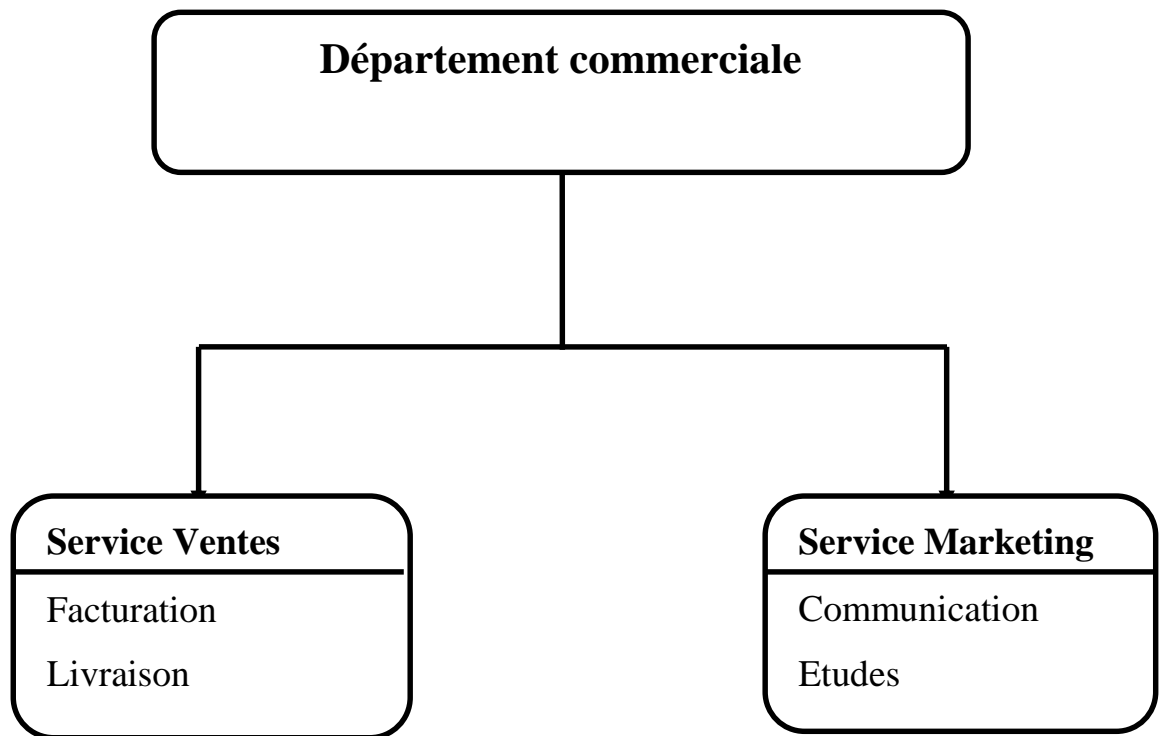 Département commerciale
Service Ventes
Facturation
Livraison
Service Marketing
Communication
Etudes